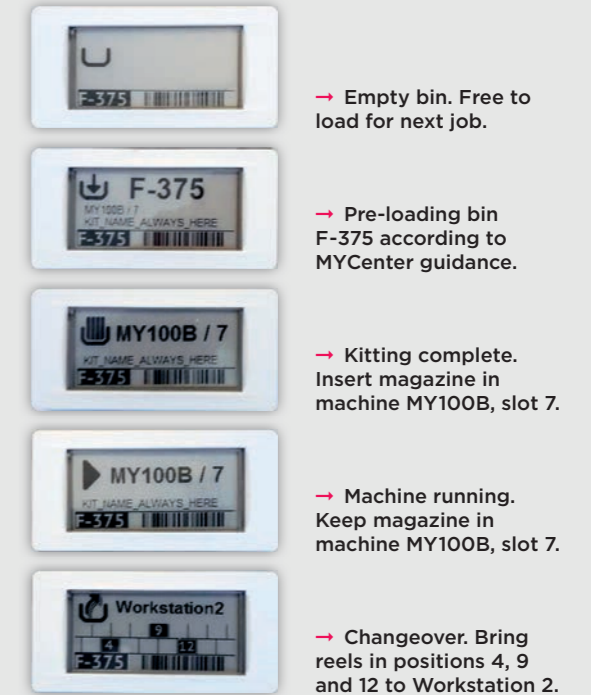 F-375
→ Empty bin. Free to
load for next job.
F-375
MY100B / 7
KIT_NAME_ALWAYS_HERE
F-375
→ Pre-loading bin
F-375 according to
MYCenter guidance.
MY100B / 7
KIT_NAME_ALWAYS_HERE
F-375
→ Kitting complete.
Insert magazine in
machine MY100B, slot 7.
MY100B / 7
KIT_NAME_ALWAYS_HERE
F-375
→ Machine running.
Keep magazine in
machine MY100B, slot 7.
Workstation2
9
4 12
F-375
→ Changeover. Bring
reels in positions 4, 9
and 12 to Workstation 2.